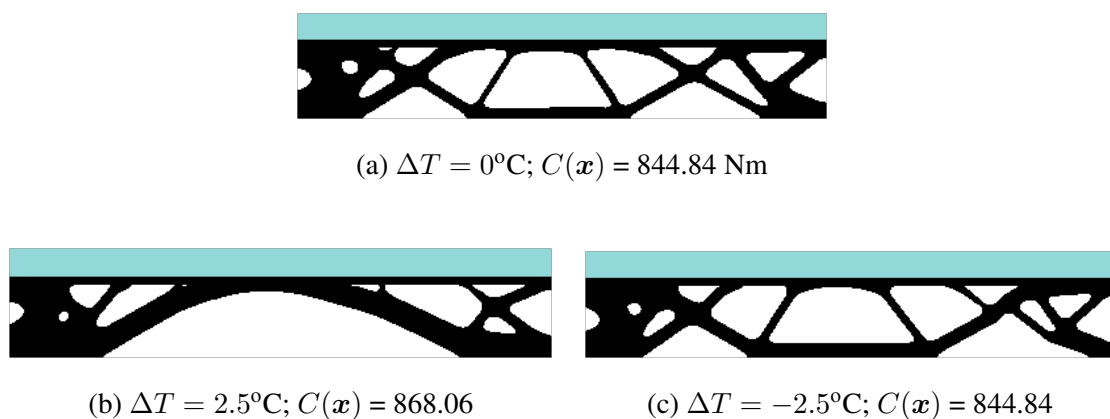 (a) ΔT = 0°C; C(x) = 844.84 Nm
(b) ΔT = 2.5°C; C(x) = 868.06
(c) ΔT = −2.5°C; C(x) = 844.84